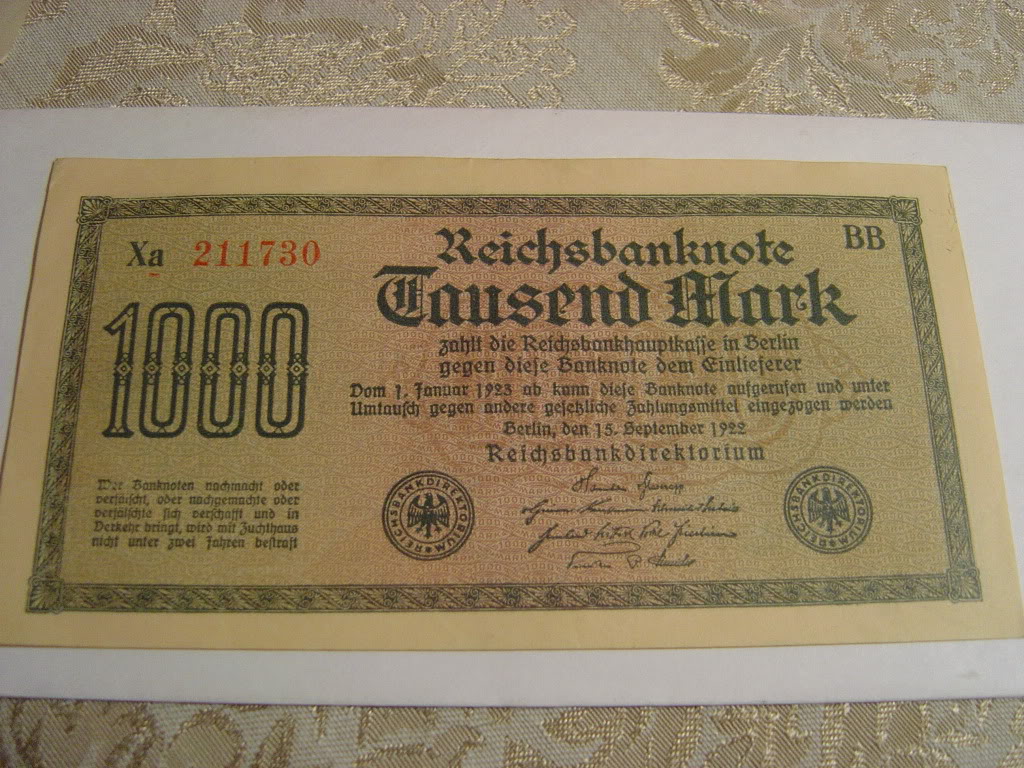 Xa 211730
BB
1000
Reichsbanknote
Tausend Mark
zahlt die Reichsbankhauptkasse in Berlin
gegen diese Banknote dem Einlieferer
Vom 1. Januar 1923 ab kann diese Banknote aufgerufen und unter
Umtausch gegen andere gesetzliche Zahlungsmittel eingezogen werden
Berlin, den 15. September 1922
Reichsbankdirektorium
Wer Banknoten nachmacht oder
verfälscht, oder nachgemachte oder
verfälschte sich verschafft und in
Verkehr bringt, wird mit Zuchthaus
nicht unter zwei Jahren bestraft
REICHSBANKDIREKTORIUM
REICHSBANKDIREKTORIUM